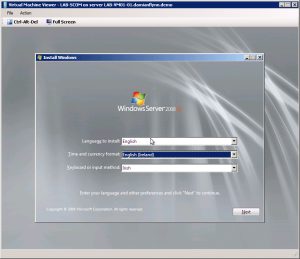 Virtual Machine Viewer - LAB-SCOM on server LAB-VM01-01.damianflynn.demo
File Action
Ctrl-Alt-Del Full Screen
Install Windows
Windows Server 2008
Language to install: English
Time and currency format: English (Ireland)
Keyboard or input method: Irish
Enter your language and other preferences and click "Next" to continue.
Copyright © 2009 Microsoft Corporation. All rights reserved.
Next